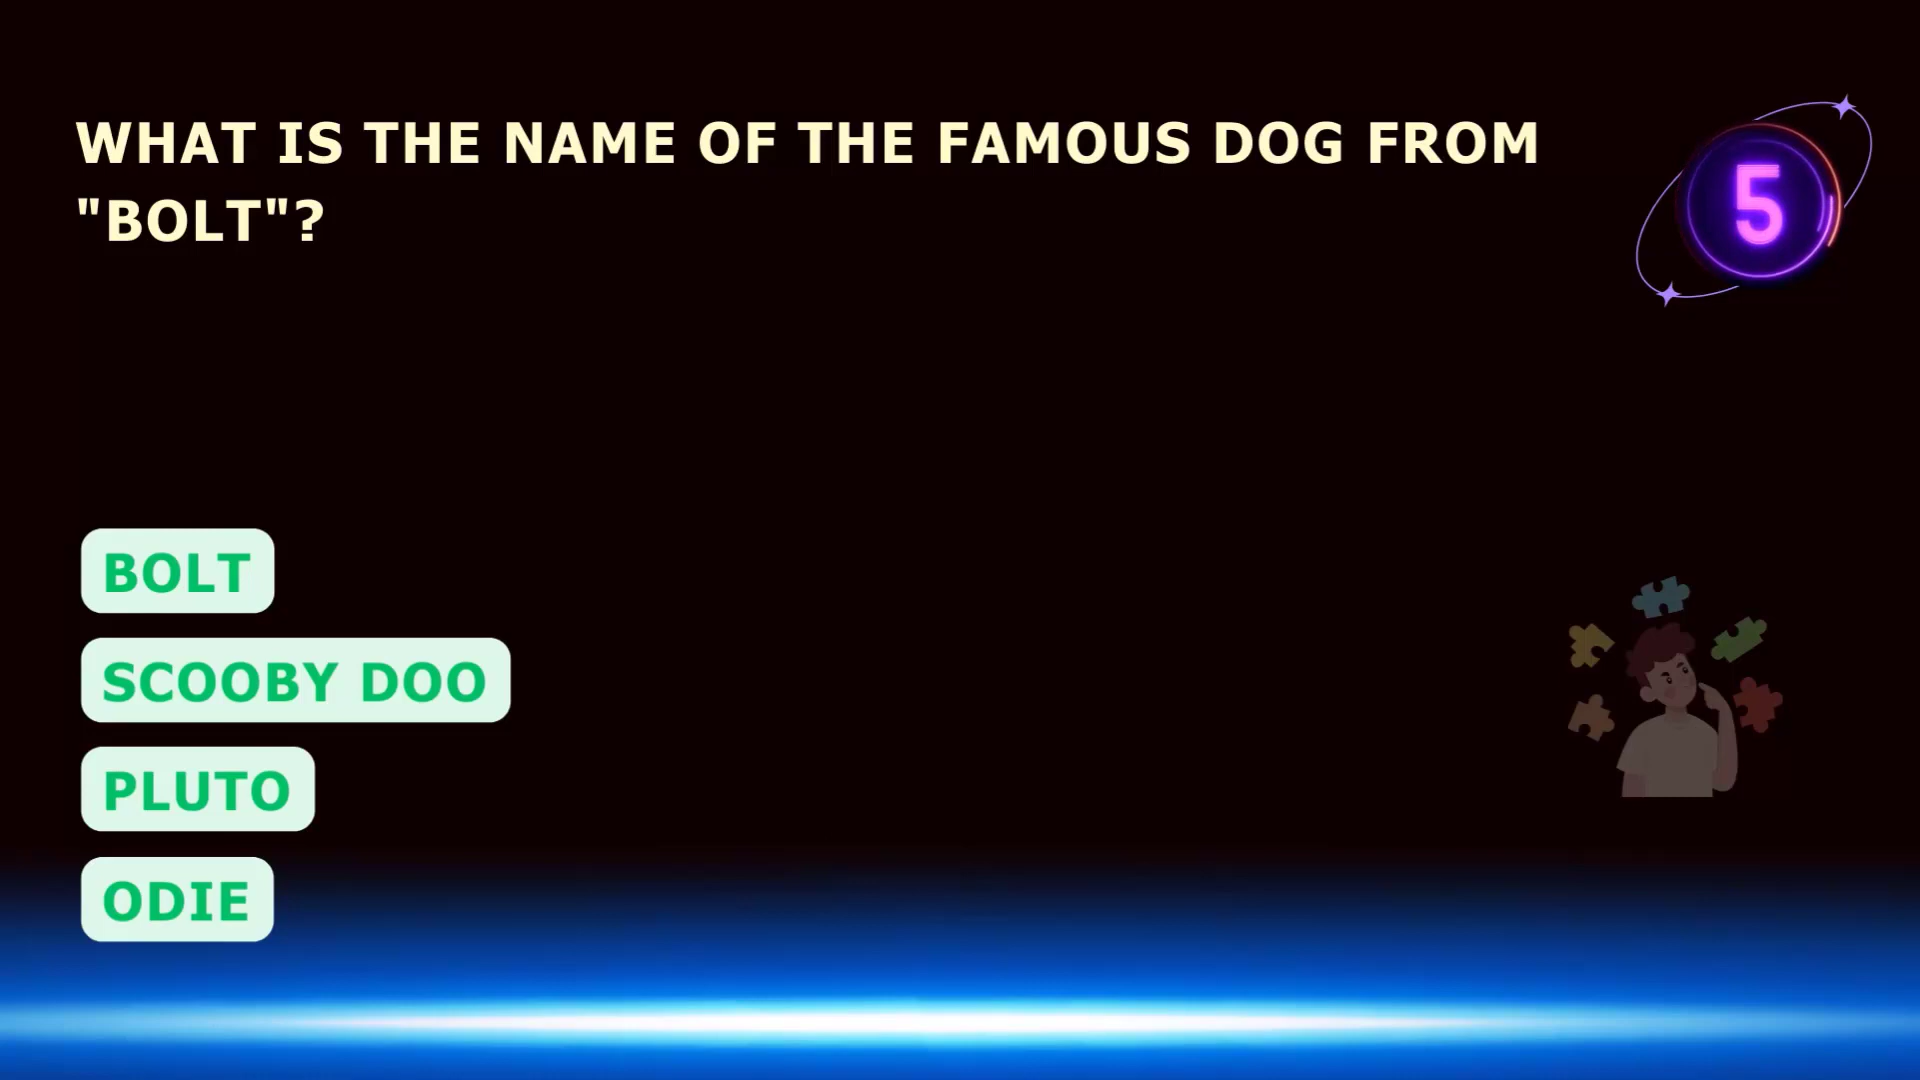 WHAT IS THE NAME OF THE FAMOUS DOG FROM
"BOLT"?
5
BOLT
SCOOBY DOO
PLUTO
ODIE